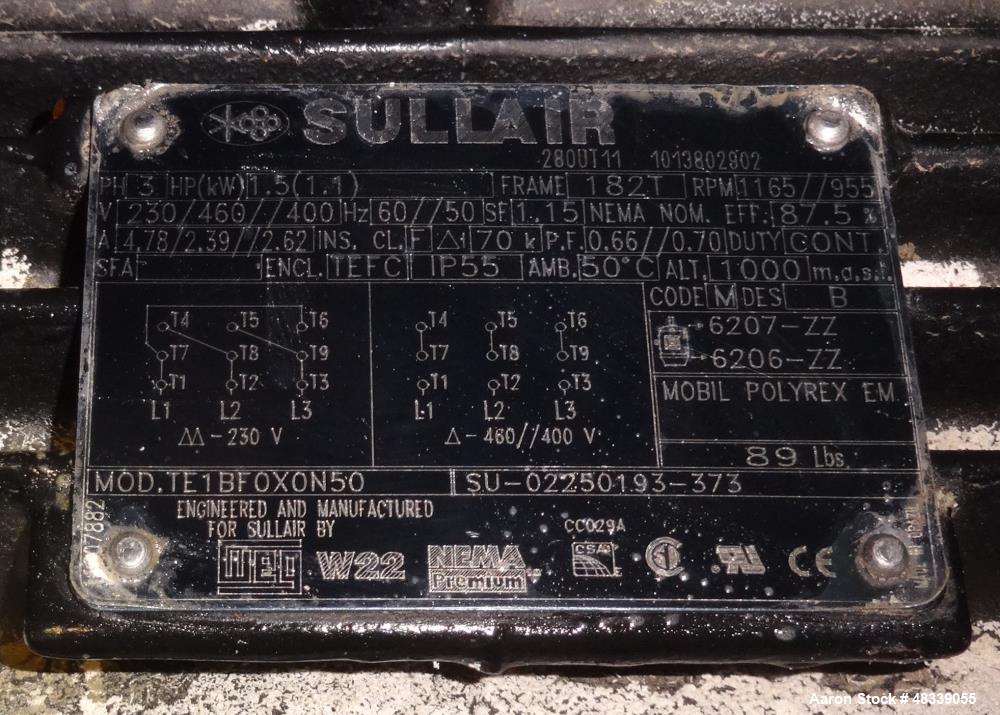 SULLAIR
28OUT11 1013802902
PH 3 HP(kW) 1.5(1.1) FRAME 182T RPM 1165//955
V 230/460//400 Hz 60//50 SF 1.15 NEMA NOM. EFF. 87.5 %
A 4.78/2.39//2.62 INS. CL. F Δt 70 k P.F. 0.66//0.70 DUTY CONT.
SFA ENCL. TEFC IP55 AMB. 50°C ALT. 1000 m.a.s.l.
CODE M DES B
T4 T5 T6 T4 T5 T6
6207-ZZ
T7 T8 T9 T7 T8 T9
6206-ZZ
T1 T2 T3 T1 T2 T3
MOBIL POLYREX EM
L1 L2 L3 L1 L2 L3
ΔΔ-230 V Δ-460//400 V
89 Lbs.
MOD.TE1BFOXON50 SU-02250193-373
ENGINEERED AND MANUFACTURED
FOR SULLAIR BY
CC029A
WEG W22 NEMA Premium CSA CE
Aaron Stock # 48339055